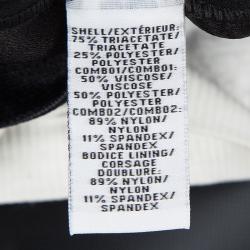 SHELL/EXTÉRIEUR:
75% TRIACETATE/
TRIACETATE
25% POLYESTER/
POLYESTER
COMBO1/COMBO1:
50% VISCOSE/
VISCOSE
50% POLYESTER/
POLYESTER
COMBO2/COMBO2:
89% NYLON/
NYLON
11% SPANDEX/
SPANDEX
BODICE LINING/
CORSAGE
DOUBLURE:
89% NYLON/
NYLON
11% SPANDEX/
SPANDEX